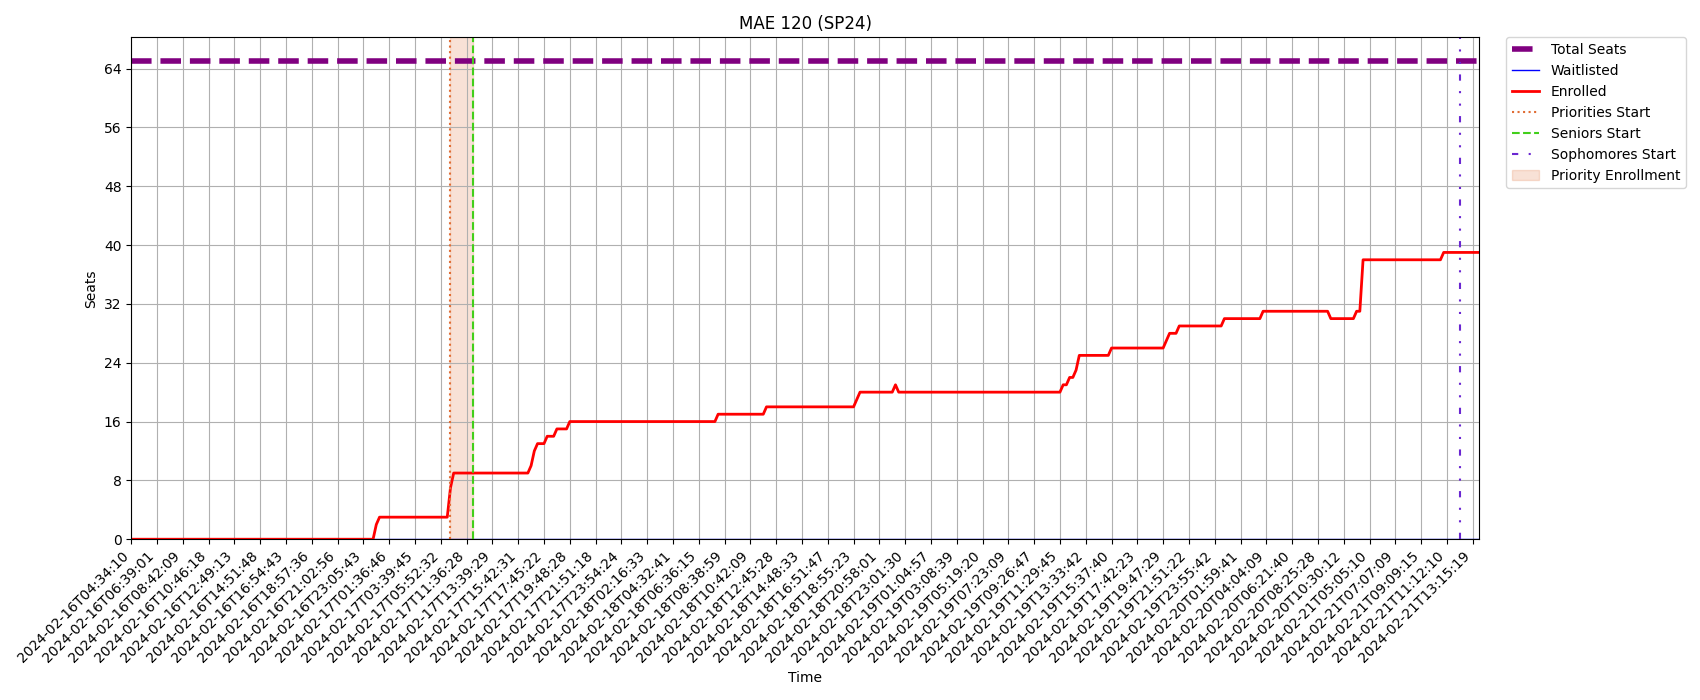 MAE 120 (SP24)
Total Seats
Waitlisted
Enrolled
Priorities Start
Seniors Start
Sophomores Start
Priority Enrollment
Seats
64
56
48
40
32
24
16
8
0
2024-02-16T04:34:10
2024-02-16T06:39:01
2024-02-16T08:42:09
2024-02-16T10:46:18
2024-02-16T12:49:13
2024-02-16T14:51:48
2024-02-16T16:54:43
2024-02-16T18:57:36
2024-02-16T21:02:56
2024-02-16T23:05:43
2024-02-17T01:36:46
2024-02-17T03:39:45
2024-02-17T05:52:32
2024-02-17T11:36:28
2024-02-17T13:39:29
2024-02-17T15:42:31
2024-02-17T17:45:22
2024-02-17T19:48:28
2024-02-17T21:51:18
2024-02-17T23:54:24
2024-02-18T02:16:33
2024-02-18T04:32:41
2024-02-18T06:36:15
2024-02-18T08:38:59
2024-02-18T10:42:09
2024-02-18T12:45:28
2024-02-18T14:48:33
2024-02-18T16:51:47
2024-02-18T18:55:23
2024-02-18T20:58:01
2024-02-18T23:01:30
2024-02-19T01:04:57
2024-02-19T03:08:39
2024-02-19T05:19:20
2024-02-19T07:23:09
2024-02-19T09:26:47
2024-02-19T11:29:45
2024-02-19T13:33:42
2024-02-19T15:37:40
2024-02-19T17:42:23
2024-02-19T19:47:29
2024-02-19T21:51:22
2024-02-19T23:55:42
2024-02-20T01:59:41
2024-02-20T04:04:09
2024-02-20T06:21:40
2024-02-20T08:25:28
2024-02-20T10:30:12
2024-02-21T05:05:10
2024-02-21T07:07:09
2024-02-21T09:09:15
2024-02-21T11:12:10
2024-02-21T13:15:19
Time